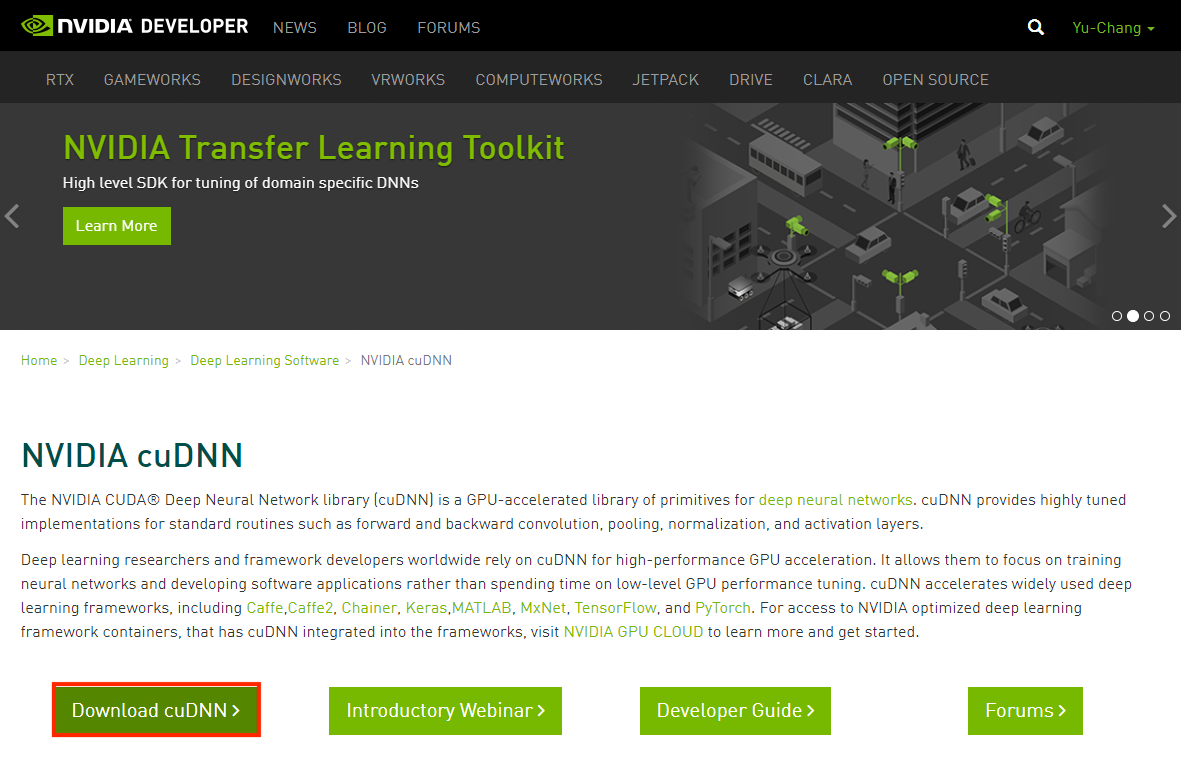 NVIDIA DEVELOPER NEWS BLOG FORUMS Yu-Chang
RTX GAMEWORKS DESIGNWORKS VRWORKS COMPUTEWORKS JETPACK DRIVE CLARA OPEN SOURCE
NVIDIA Transfer Learning Toolkit
High level SDK for tuning of domain specific DNNs
Learn More
Home > Deep Learning > Deep Learning Software > NVIDIA cuDNN
NVIDIA cuDNN
The NVIDIA CUDA® Deep Neural Network library (cuDNN) is a GPU-accelerated library of primitives for deep neural networks. cuDNN provides highly tuned
implementations for standard routines such as forward and backward convolution, pooling, normalization, and activation layers.
Deep learning researchers and framework developers worldwide rely on cuDNN for high-performance GPU acceleration. It allows them to focus on training
neural networks and developing software applications rather than spending time on low-level GPU performance tuning. cuDNN accelerates widely used deep
learning frameworks, including Caffe,Caffe2, Chainer, Keras,MATLAB, MxNet, TensorFlow, and PyTorch. For access to NVIDIA optimized deep learning
framework containers, that has cuDNN integrated into the frameworks, visit NVIDIA GPU CLOUD to learn more and get started.
Download cuDNN > Introductory Webinar > Developer Guide > Forums >